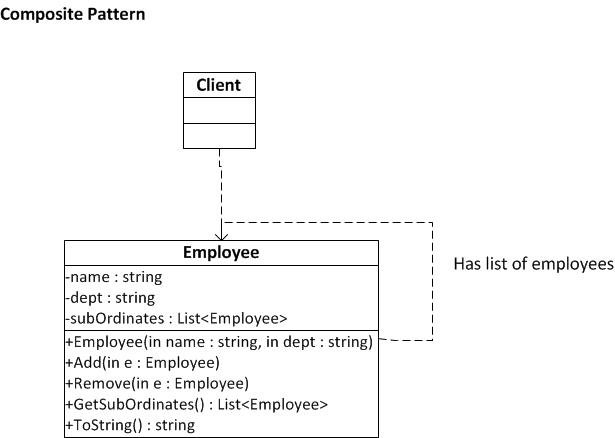 Composite Pattern
Client
Employee
-name : string
-dept : string
-subOrdinates : List<Employee>
+Employee(in name : string, in dept : string)
+Add(in e : Employee)
+Remove(in e : Employee)
+GetSubOrdinates() : List<Employee>
+ToString() : string
Has list of employees